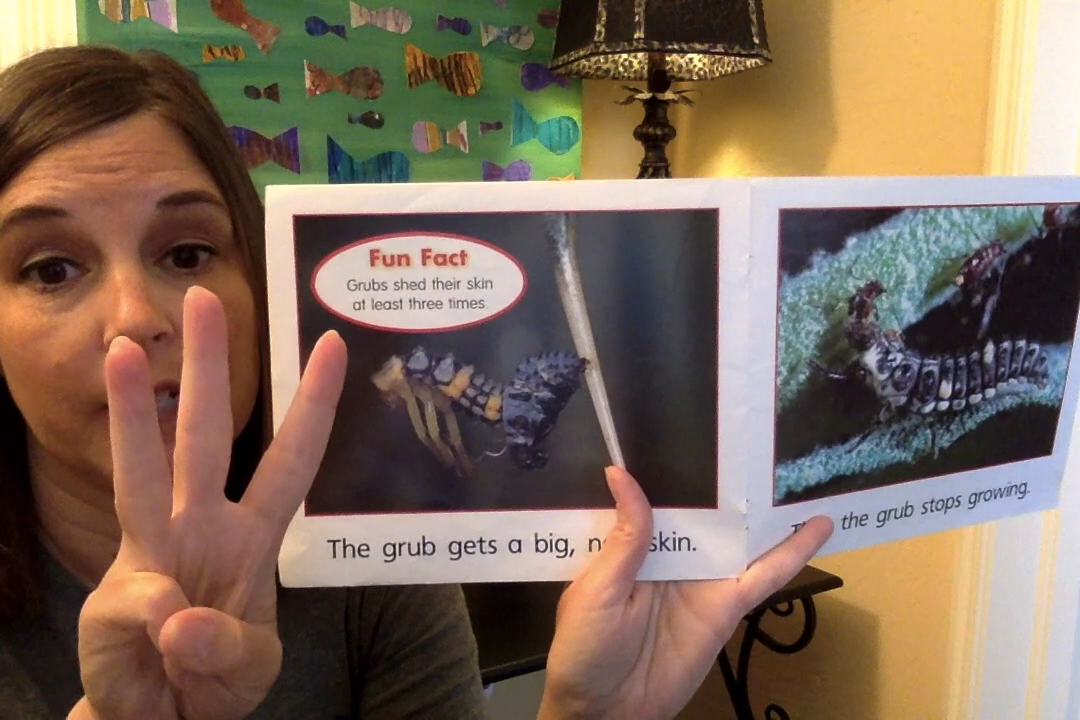 Fun Fact
Grubs shed their skin
at least three times.
The grub gets a big, skin.
the grub stops growing.